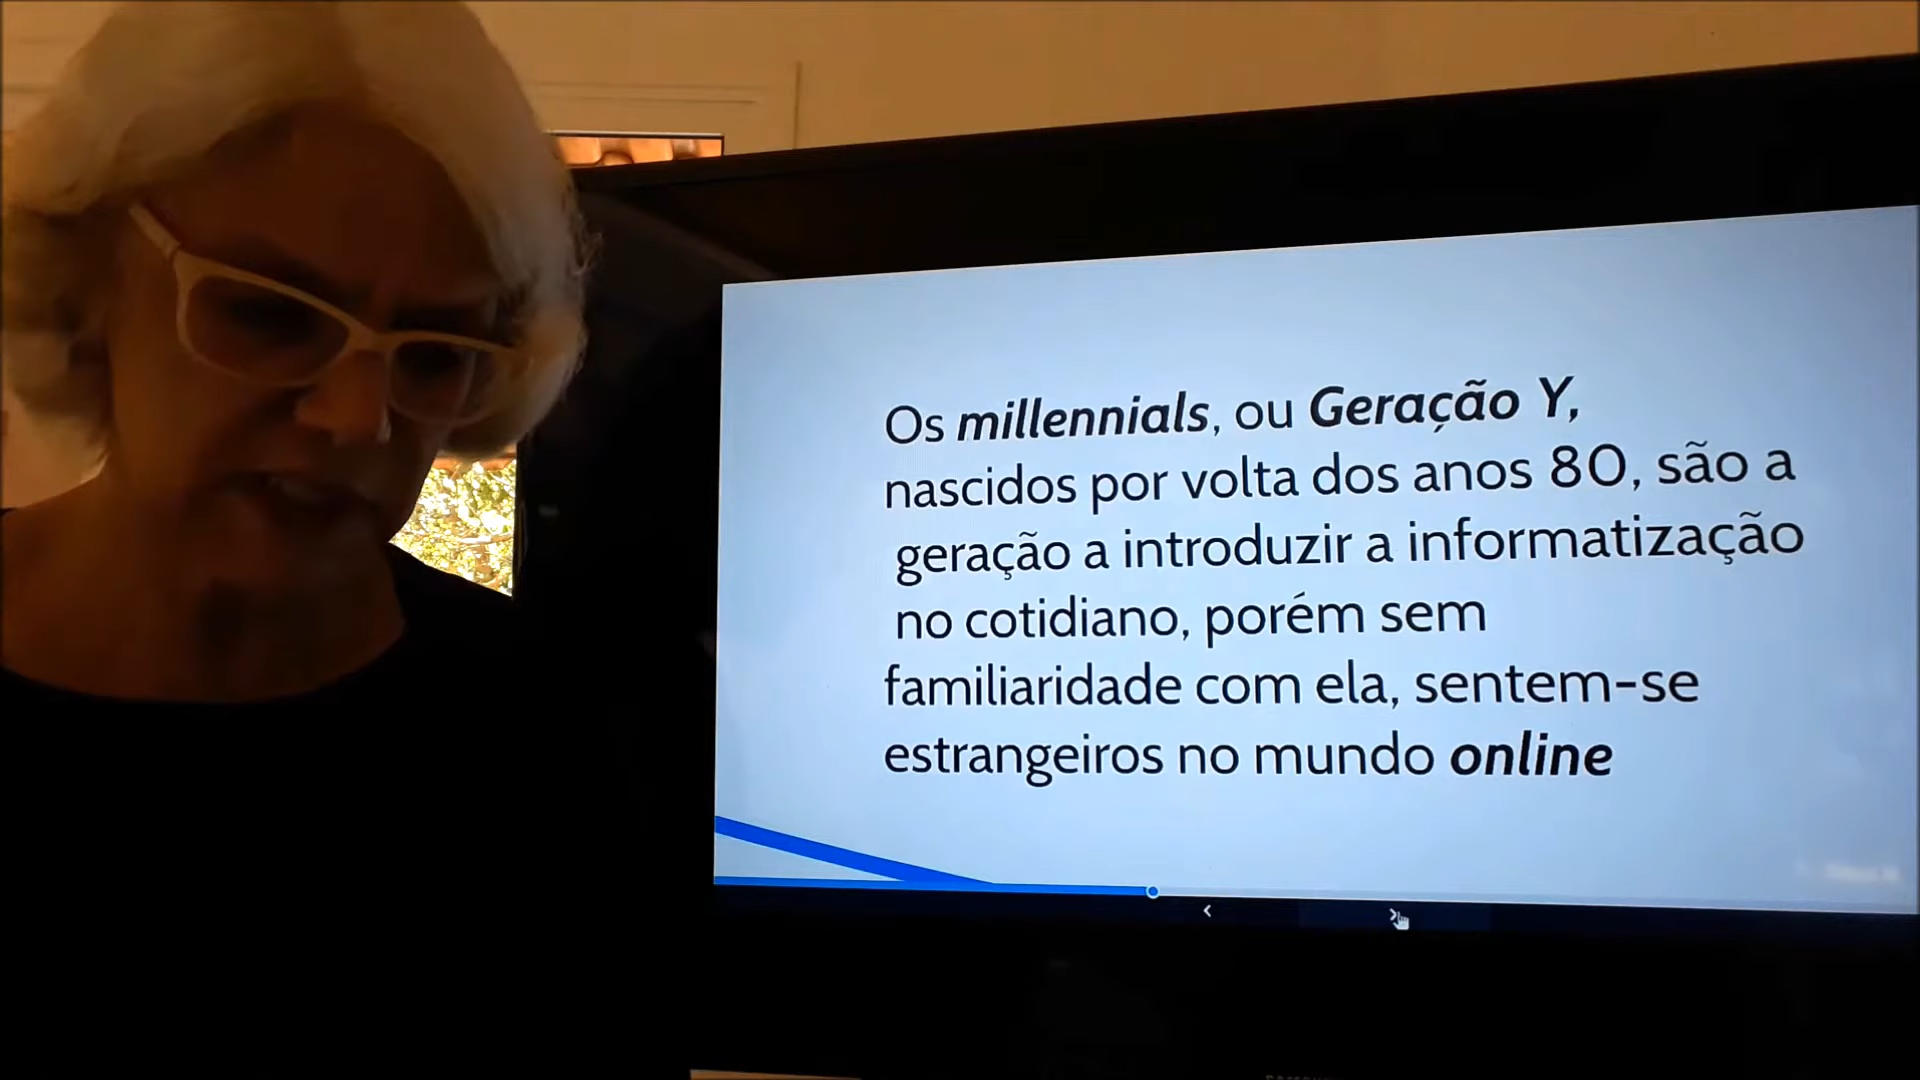 Os millennials, ou Geração Y,
nascidos por volta dos anos 80, são a
geração a introduzir a informatização
no cotidiano, porém sem
familiaridade com ela, sentem-se
estrangeiros no mundo online